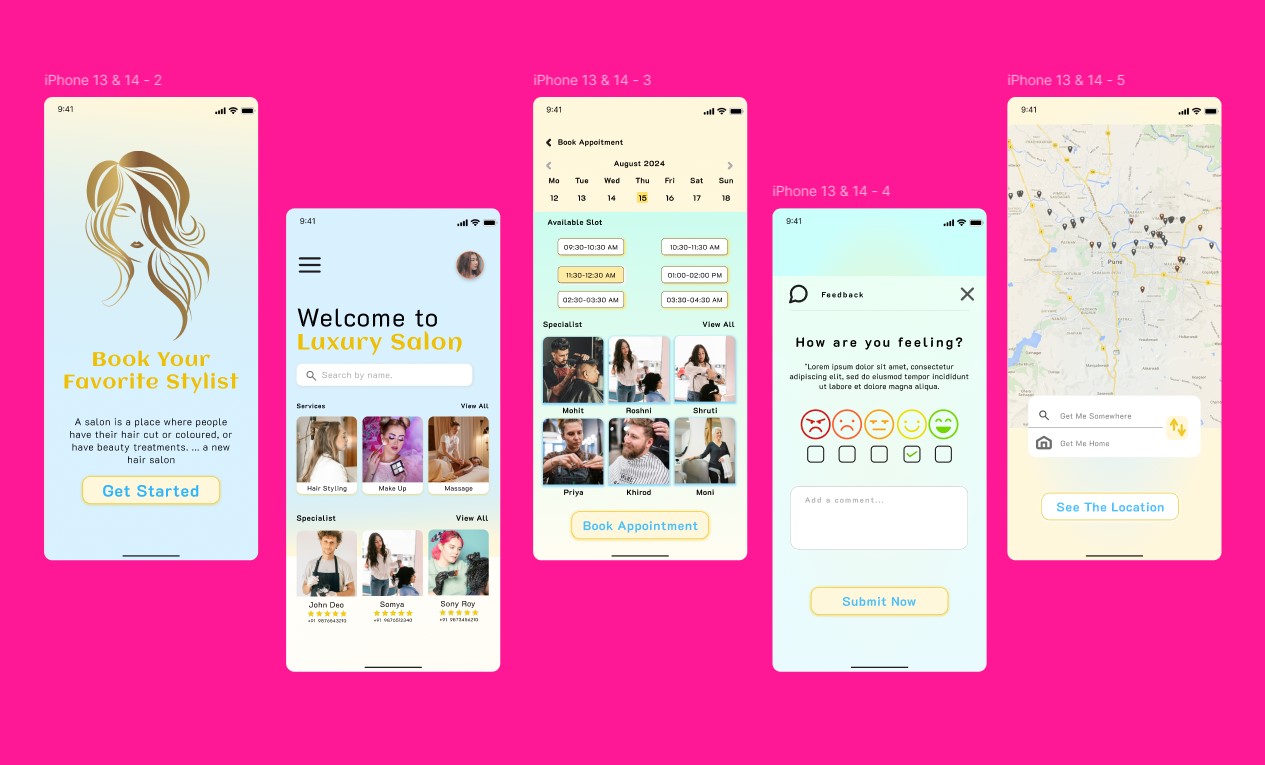 iPhone 13 & 14 - 2
9:41
Book Your
Favorite Stylist
A salon is a place where people
have their hair cut or coloured, or
have beauty treatments. ... a new
hair salon
Get Started
9:41
Welcome to
Luxury Salon
Search by name.
Services View All
Hair Styling Make Up Massage
Specialist View All
John Deo Somya Sony Roy
+91 9876543210 +91 9876512340 +91 9873456210
iPhone 13 & 14 - 3
9:41
Book Appoitment
August 2024
Mo Tue Wed Thu Fri Sat Sun
12 13 14 15 16 17 18
Available Slot
09:30-10:30 AM 10:30-11:30 AM
11:30-12:30 AM 01:00-02:00 PM
02:30-03:30 AM 03:30-04:30 AM
Specialist View All
Mohit Roshni Shruti
Priya Khirod Moni
Book Appointment
iPhone 13 & 14 - 4
9:41
Feedback
How are you feeling?
"Lorem ipsum dolor sit amet, consectetur
adipiscing elit, sed do eiusmod tempor incididunt
ut labore et dolore magna aliqua.
Add a comment...
Submit Now
iPhone 13 & 14 - 5
9:41
Pune
Get Me Somewhere
Get Me Home
See The Location